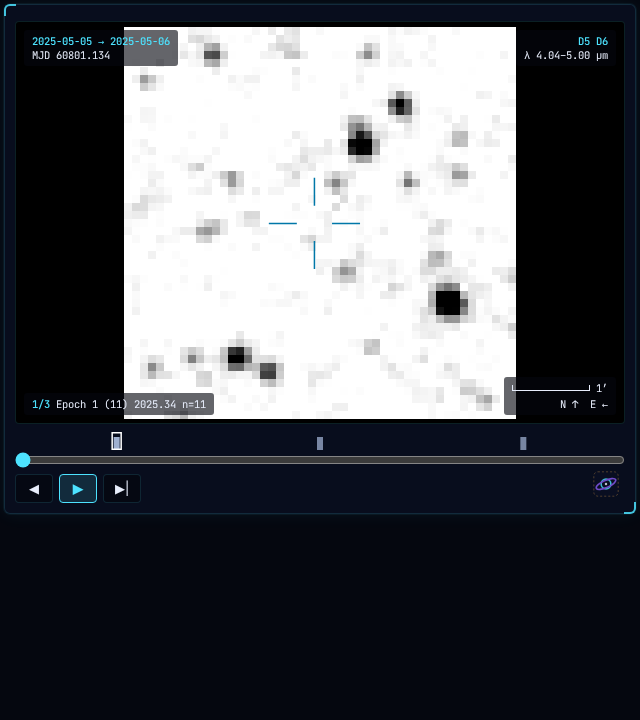 2025-05-05 → 2025-05-06
MJD 60801.134
D5 D6
λ 4.04–5.00 µm
1/3 Epoch 1 (11) 2025.34 n=11
1′
N ↑ E ←